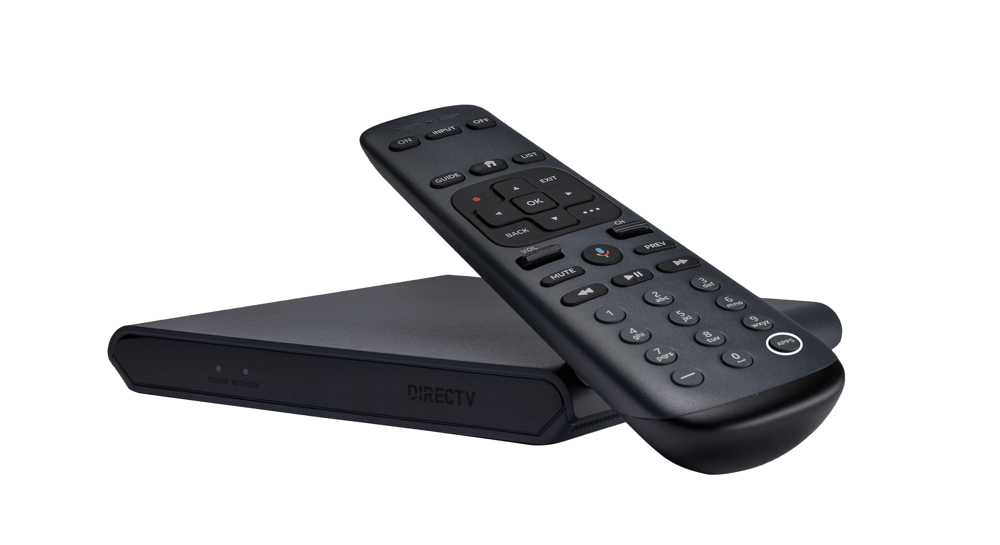 ON INPUT OFF
GUIDE LIST
EXIT
OK
BACK
CH
VOL
PREV
MUTE
1 2 abc 3 def
4 ghi 5 jkl 6 mno
7 pqrs 8 tuv 9 wxyz
0 APPS
POWER NETWORK
DIRECTV